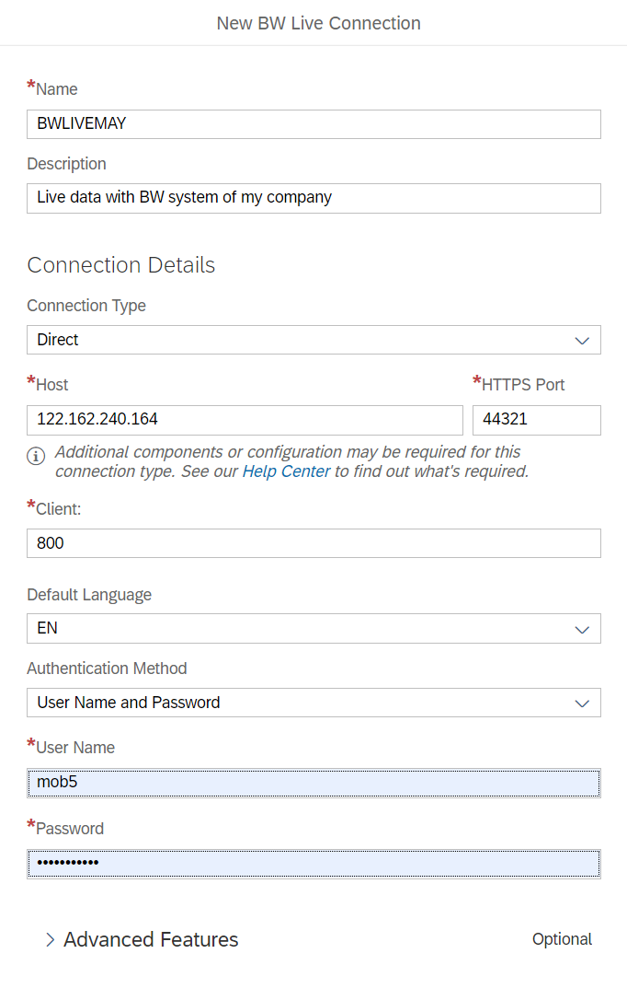 New BW Live Connection
*Name
BWLIVEMAY
Description
Live data with BW system of my company
Connection Details
Connection Type
Direct
*Host *HTTPS Port
122.162.240.164 44321
Additional components or configuration may be required for this
connection type. See our Help Center to find out what's required.
*Client:
800
Default Language
EN
Authentication Method
User Name and Password
*User Name
mob5
*Password
•••••••••••
Advanced Features Optional